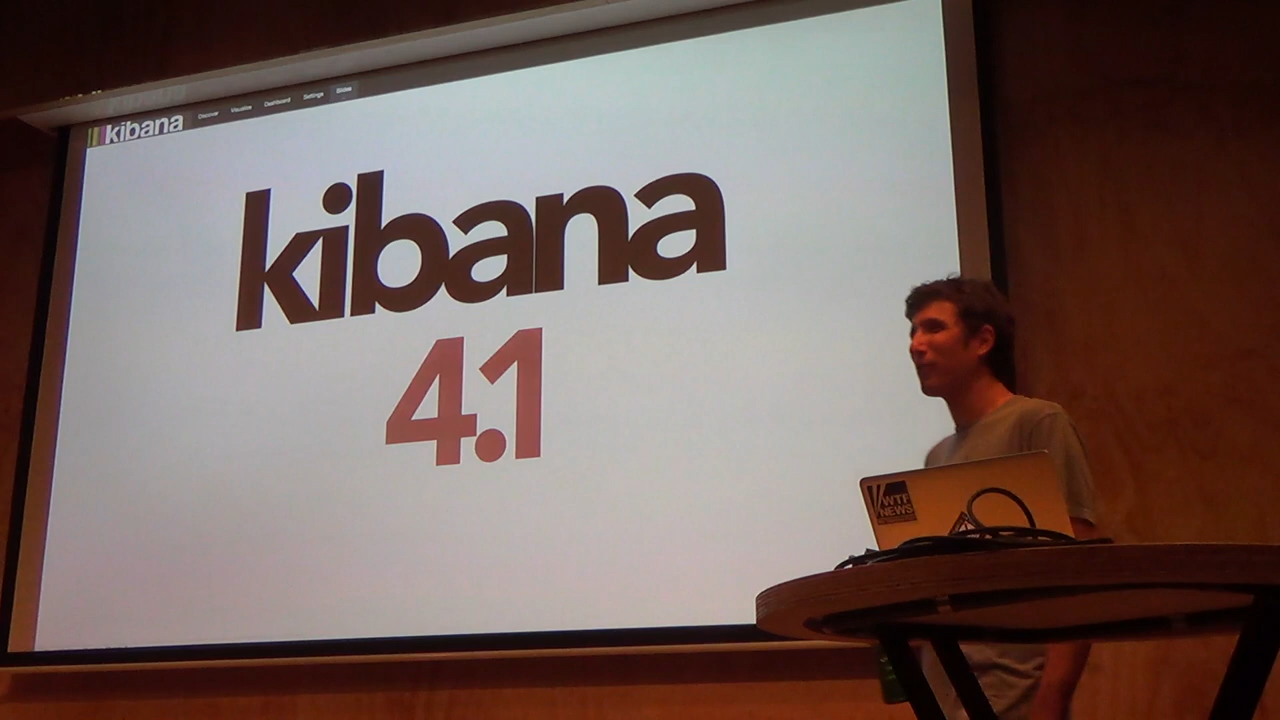 kibana Discover Visualize Dashboard Settings Slides
kibana
4.1
WTF
NEWS